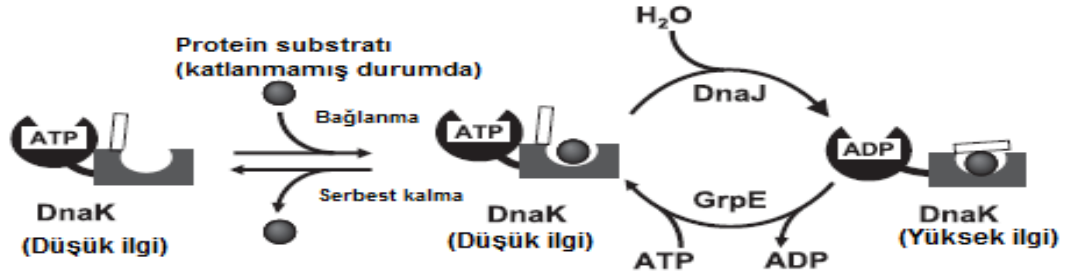 Protein substratı
(katlanmamış durumda)
Bağlanma
Serbest kalma
ATP
DnaK
(Düşük ilgi)
ATP
DnaK
(Düşük ilgi)
H₂O
DnaJ
GrpE
ATP
ADP
ADP
DnaK
(Yüksek ilgi)